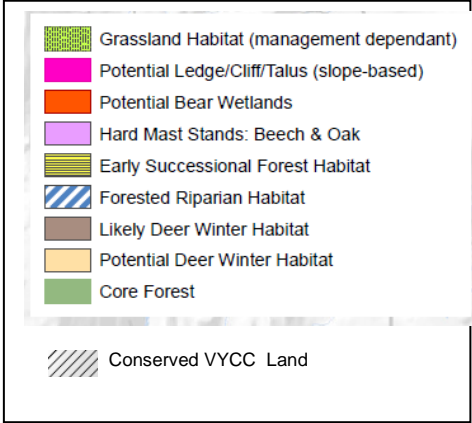 Grassland Habitat (management dependant)
Potential Ledge/Cliff/Talus (slope-based)
Potential Bear Wetlands
Hard Mast Stands: Beech & Oak
Early Successional Forest Habitat
Forested Riparian Habitat
Likely Deer Winter Habitat
Potential Deer Winter Habitat
Core Forest
Conserved VYCC Land